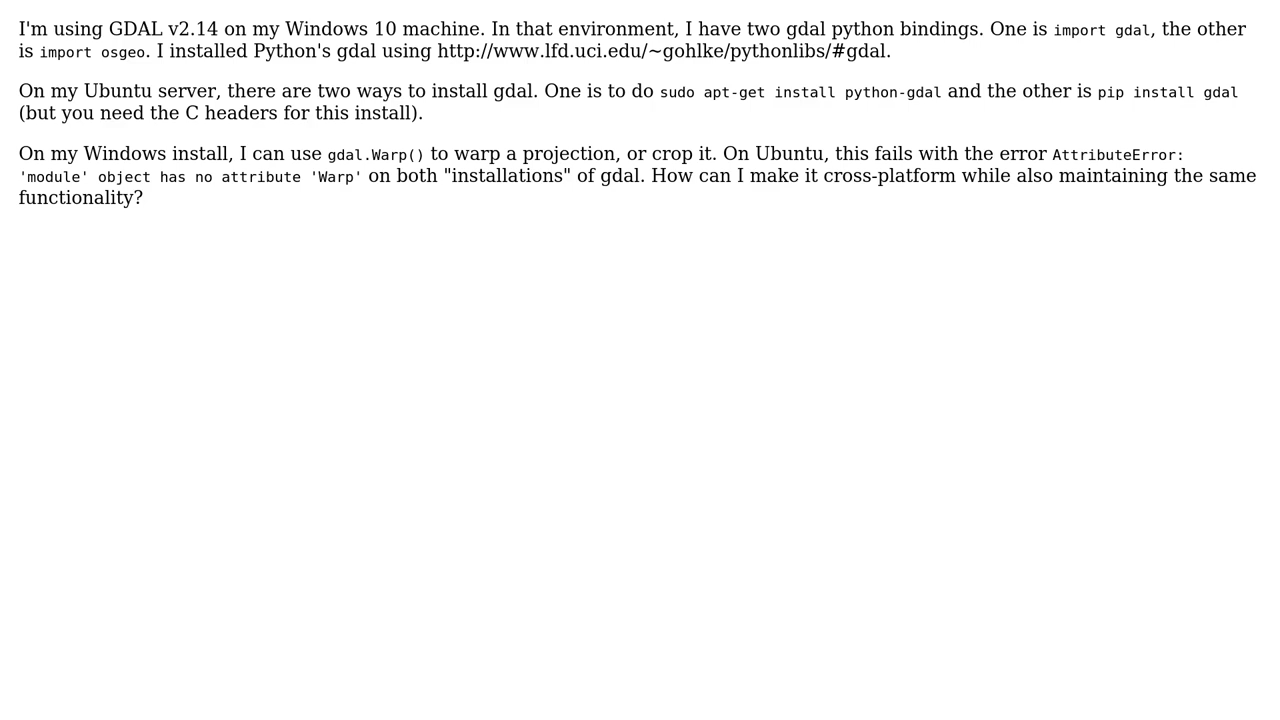 I'm using GDAL v2.14 on my Windows 10 machine. In that environment, I have two gdal python bindings. One is import gdal, the other
is import osgeo. I installed Python's gdal using http://www.lfd.uci.edu/~gohlke/pythonlibs/#gdal.
On my Ubuntu server, there are two ways to install gdal. One is to do sudo apt-get install python-gdal and the other is pip install gdal
(but you need the C headers for this install).
On my Windows install, I can use gdal.Warp() to warp a projection, or crop it. On Ubuntu, this fails with the error AttributeError:
'module' object has no attribute 'Warp' on both "installations" of gdal. How can I make it cross-platform while also maintaining the same
functionality?